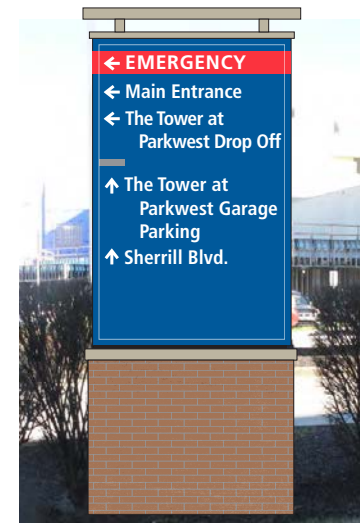 ← EMERGENCY
← Main Entrance
← The Tower at
Parkwest Drop Off
↑ The Tower at
Parkwest Garage
Parking
↑ Sherrill Blvd.